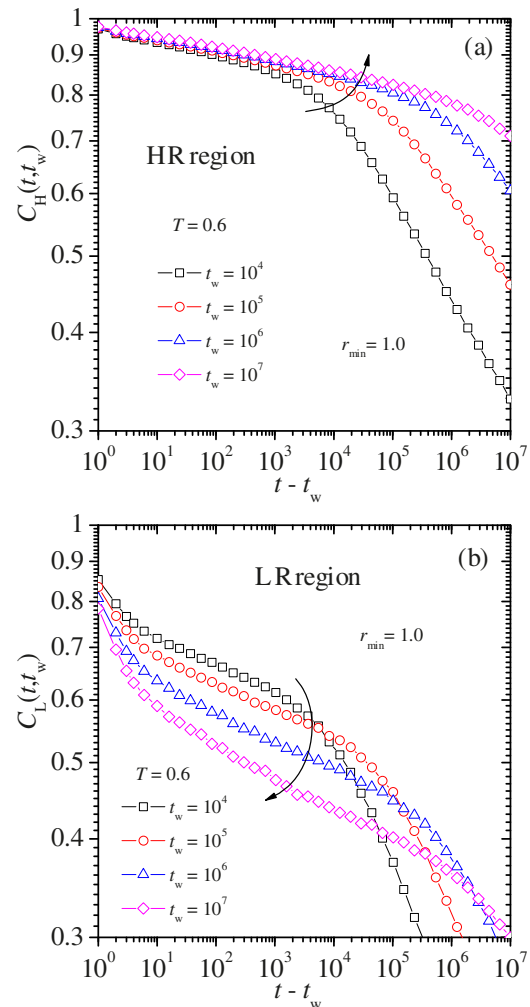 1
0.9
0.8
0.7
0.6
0.5
0.4
0.3
C_H(t,t_w)
(a)
HR region
T = 0.6
t_w = 10^4
t_w = 10^5
t_w = 10^6
t_w = 10^7
r_min = 1.0
10^0 10^1 10^2 10^3 10^4 10^5 10^6 10^7
t - t_w
1
0.9
0.8
0.7
0.6
0.5
0.4
0.3
C_L(t,t_w)
(b)
LR region
r_min = 1.0
T = 0.6
t_w = 10^4
t_w = 10^5
t_w = 10^6
t_w = 10^7
10^0 10^1 10^2 10^3 10^4 10^5 10^6 10^7
t - t_w